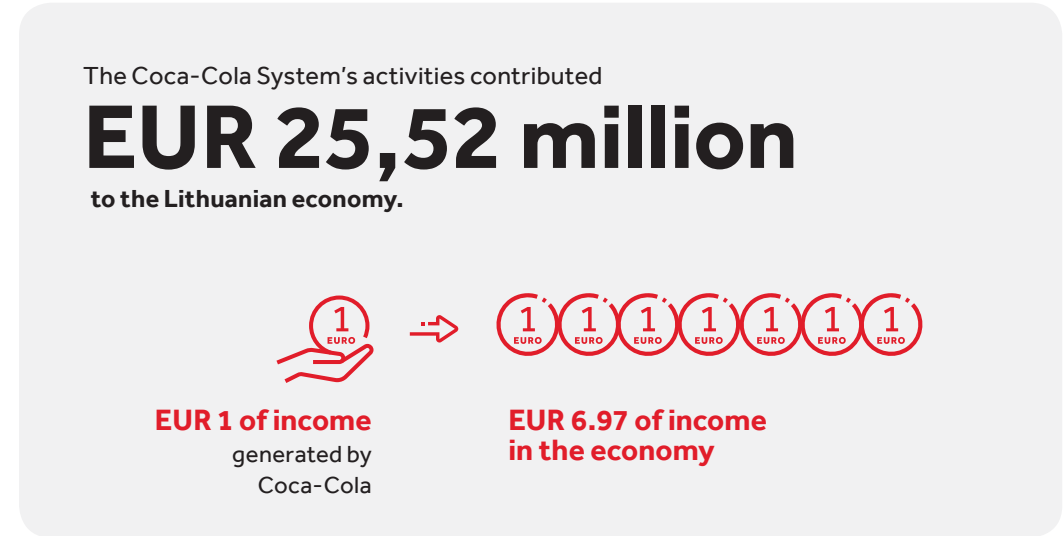 The Coca-Cola System's activities contributed
EUR 25,52 million
to the Lithuanian economy.
1 EURO
1 EURO
1 EURO
1 EURO
1 EURO
1 EURO
1 EURO
1 EURO
EUR 1 of income
generated by
Coca-Cola
EUR 6.97 of income
in the economy